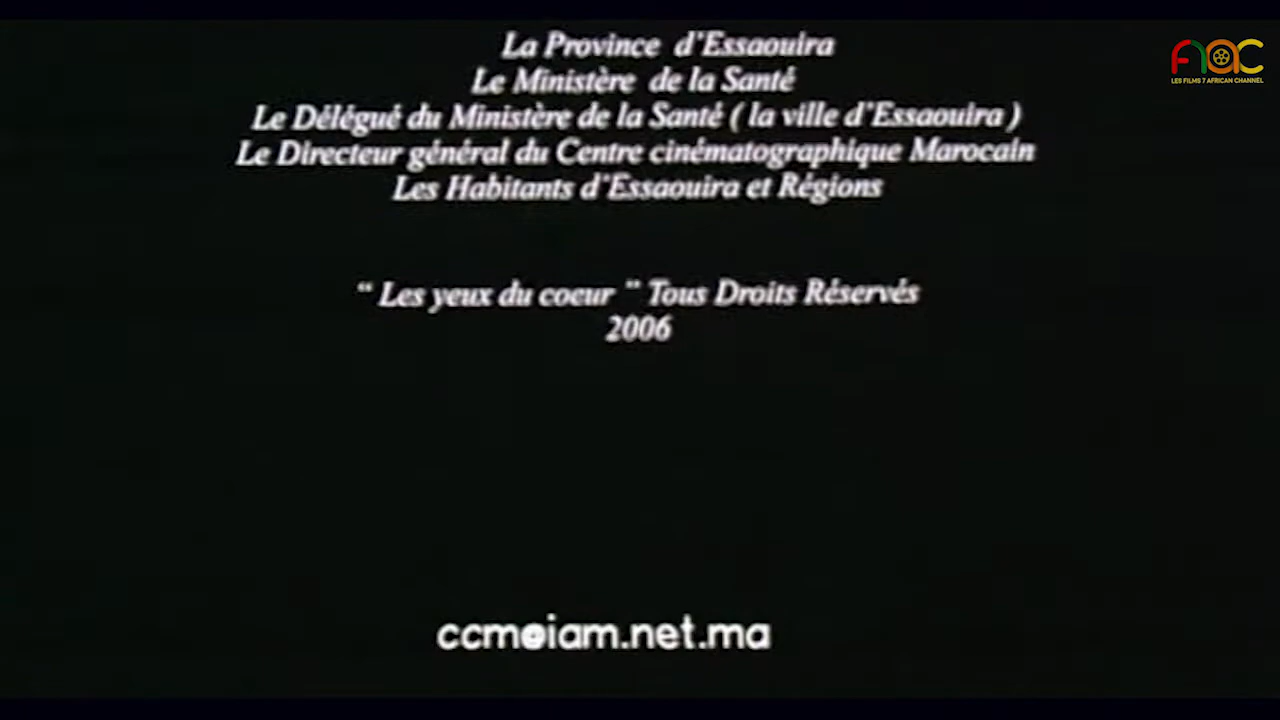 La Province d'Essaouira
Le Ministère de la Santé
Le Délégué du Ministère de la Santé ( la ville d'Essaouira )
Le Directeur général du Centre cinématographique Marocain
Les Habitants d'Essaouira et Régions
“ Les yeux du coeur ” Tous Droits Réservés
2006
ccm@iam.net.ma
LES FILMS 7 AFRICAN CHANNEL